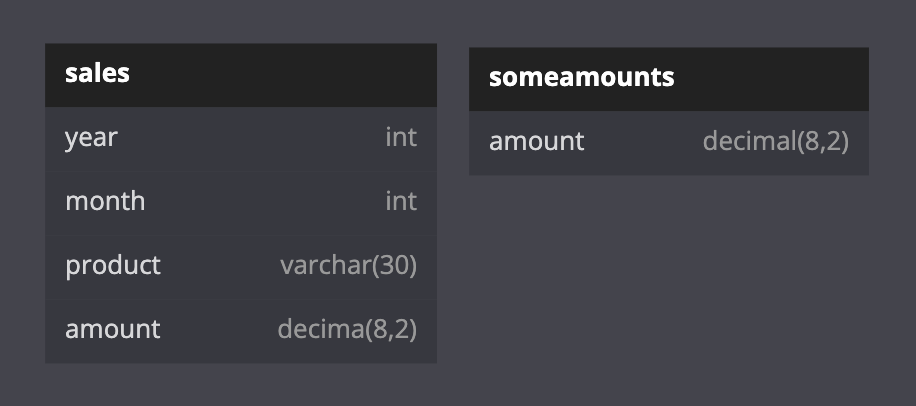 sales
year int
month int
product varchar(30)
amount decima(8,2)
someamounts
amount decimal(8,2)